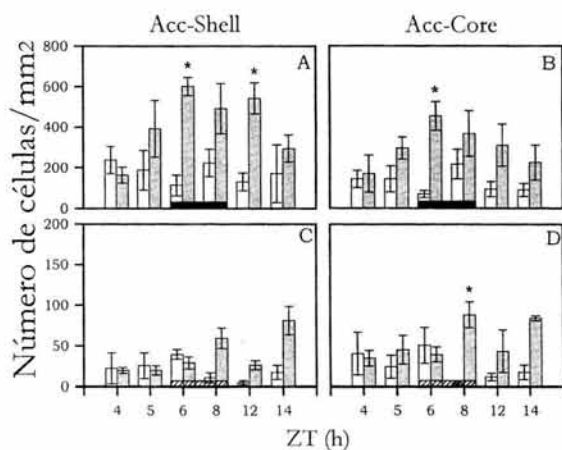 Acc-Shell Acc-Core
Número de células/mm2
800
600
400
200
0
* *
A
*
B
200
150
100
50
0
C
*
D
4 5 6 8 12 14
4 5 6 8 12 14
ZT (h)